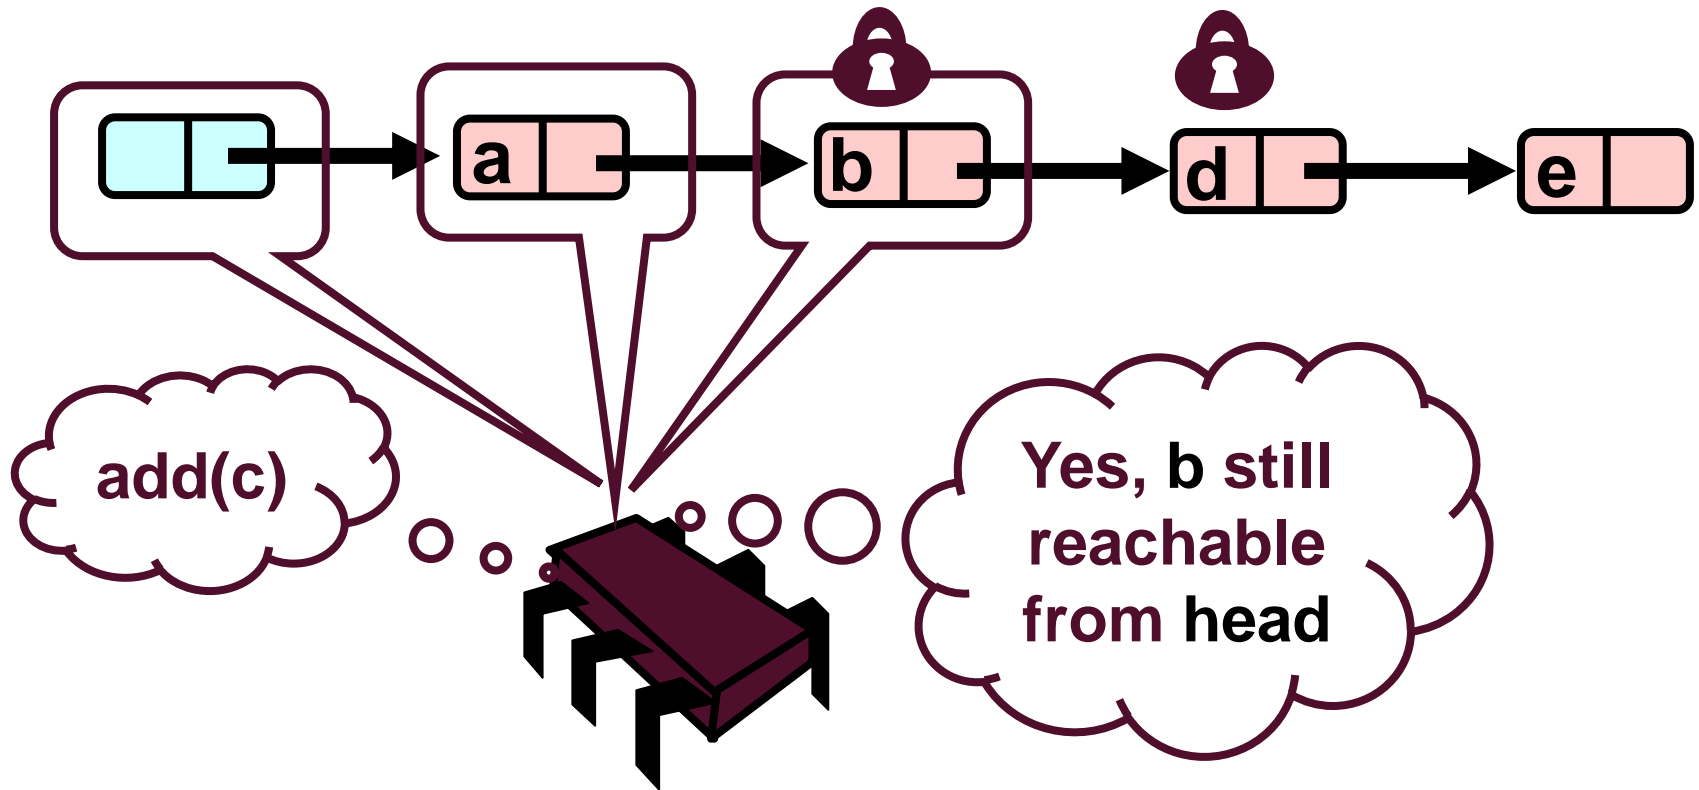 a
b
d
e
add(c)
Yes, b still
reachable
from head